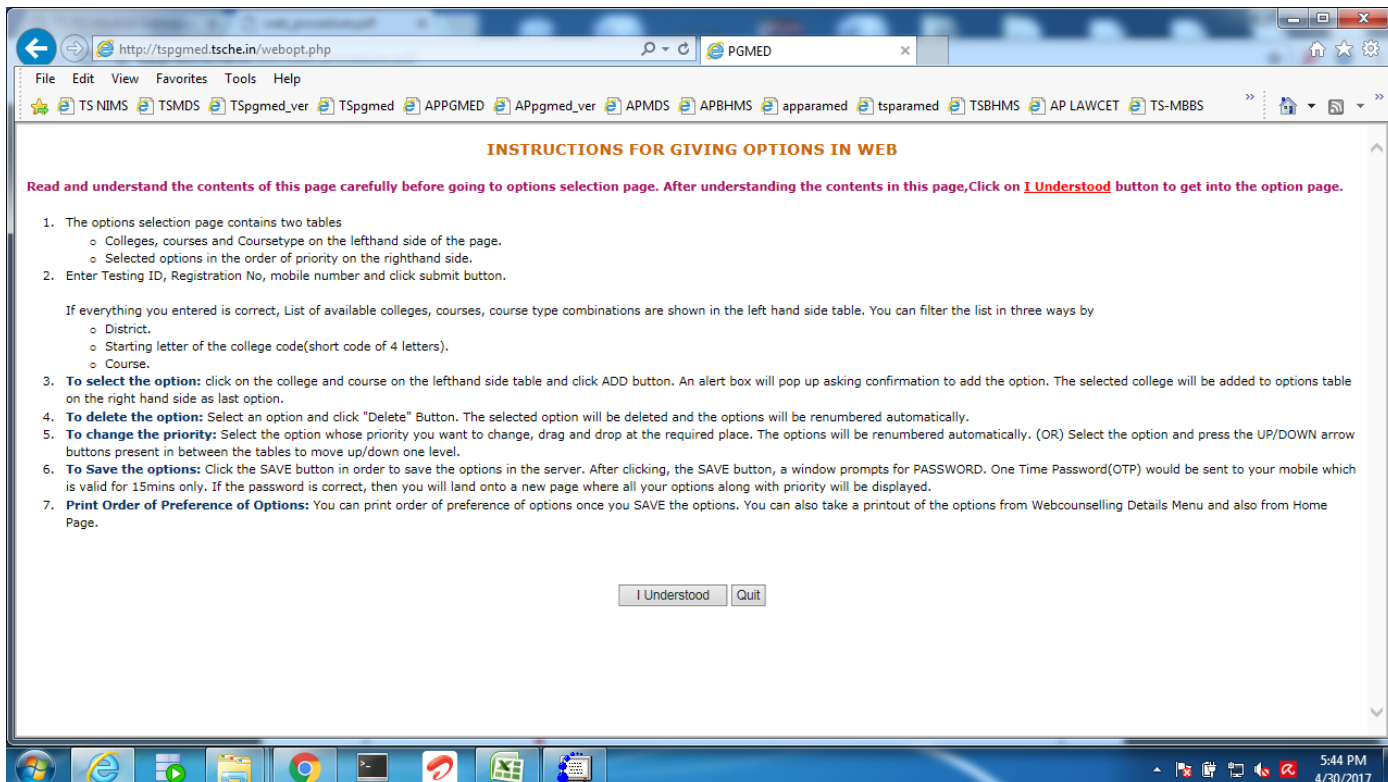 http://tspgmed.tsche.in/webopt.php
PGMED
File Edit View Favorites Tools Help
TS NIMS TSMDS TSpgmed_ver TSpgmed APPGMED APpgmed_ver APMDS APBHMS apparamed tsparamed TSBHMS AP LAWCET TS-MBBS
INSTRUCTIONS FOR GIVING OPTIONS IN WEB
Read and understand the contents of this page carefully before going to options selection page. After understanding the contents in this page,Click on I Understood button to get into the option page.
1. The options selection page contains two tables
Colleges, courses and Coursetype on the lefthand side of the page.
Selected options in the order of priority on the righthand side.
2. Enter Testing ID, Registration No, mobile number and click submit button.
If everything you entered is correct, List of available colleges, courses, course type combinations are shown in the left hand side table. You can filter the list in three ways by
District.
Starting letter of the college code(short code of 4 letters).
Course.
3. To select the option: click on the college and course on the lefthand side table and click ADD button. An alert box will pop up asking confirmation to add the option. The selected college will be added to options table
on the right hand side as last option.
4. To delete the option: Select an option and click "Delete" Button. The selected option will be deleted and the options will be renumbered automatically.
5. To change the priority: Select the option whose priority you want to change, drag and drop at the required place. The options will be renumbered automatically. (OR) Select the option and press the UP/DOWN arrow
buttons present in between the tables to move up/down one level.
6. To Save the options: Click the SAVE button in order to save the options in the server. After clicking, the SAVE button, a window prompts for PASSWORD. One Time Password(OTP) would be sent to your mobile which
is valid for 15mins only. If the password is correct, then you will land onto a new page where all your options along with priority will be displayed.
7. Print Order of Preference of Options: You can print order of preference of options once you SAVE the options. You can also take a printout of the options from Webcounselling Details Menu and also from Home
Page.
I Understood Quit
5:44 PM
4/30/2017